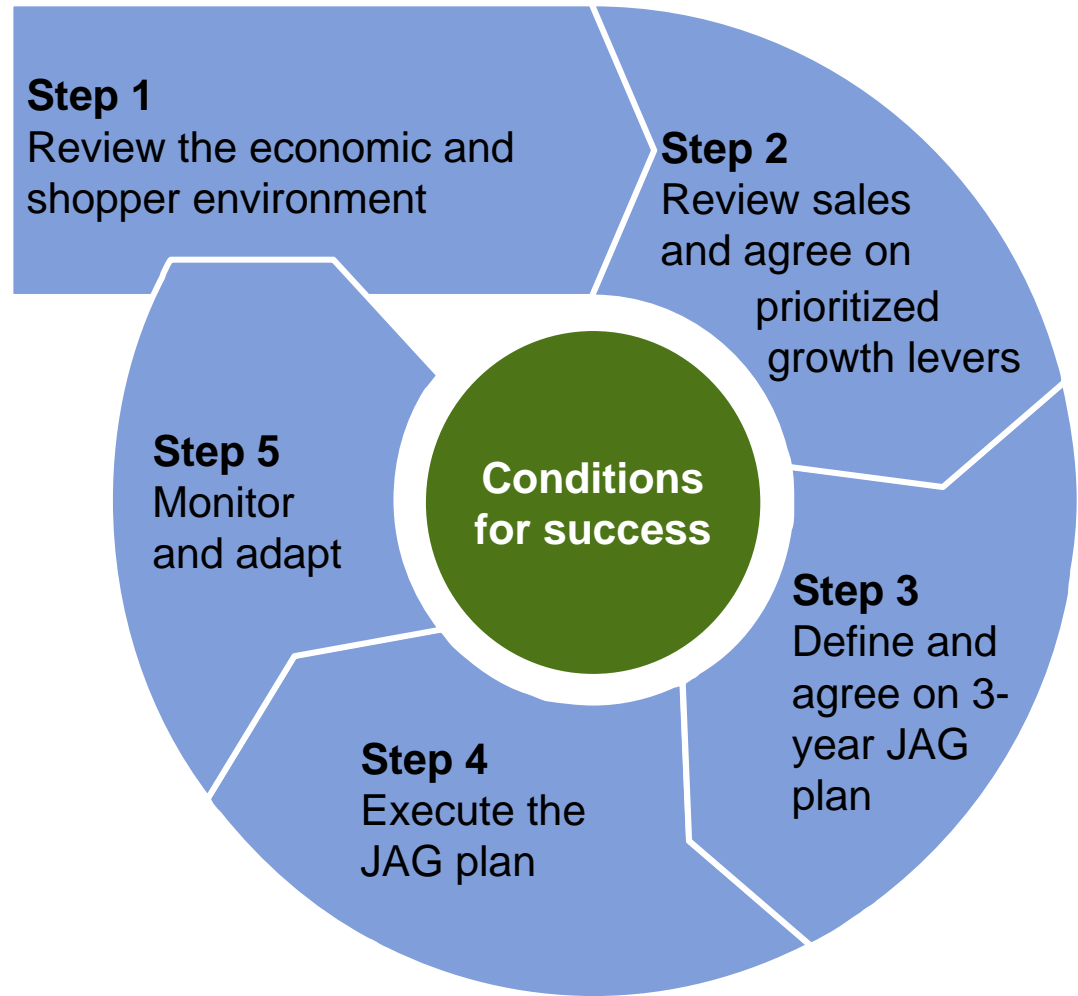 Step 1
Review the economic and
shopper environment
Step 2
Review sales
and agree on
prioritized
growth levers
Step 3
Define and
agree on 3-
year JAG
plan
Step 4
Execute the
JAG plan
Step 5
Monitor
and adapt
Conditions
for success